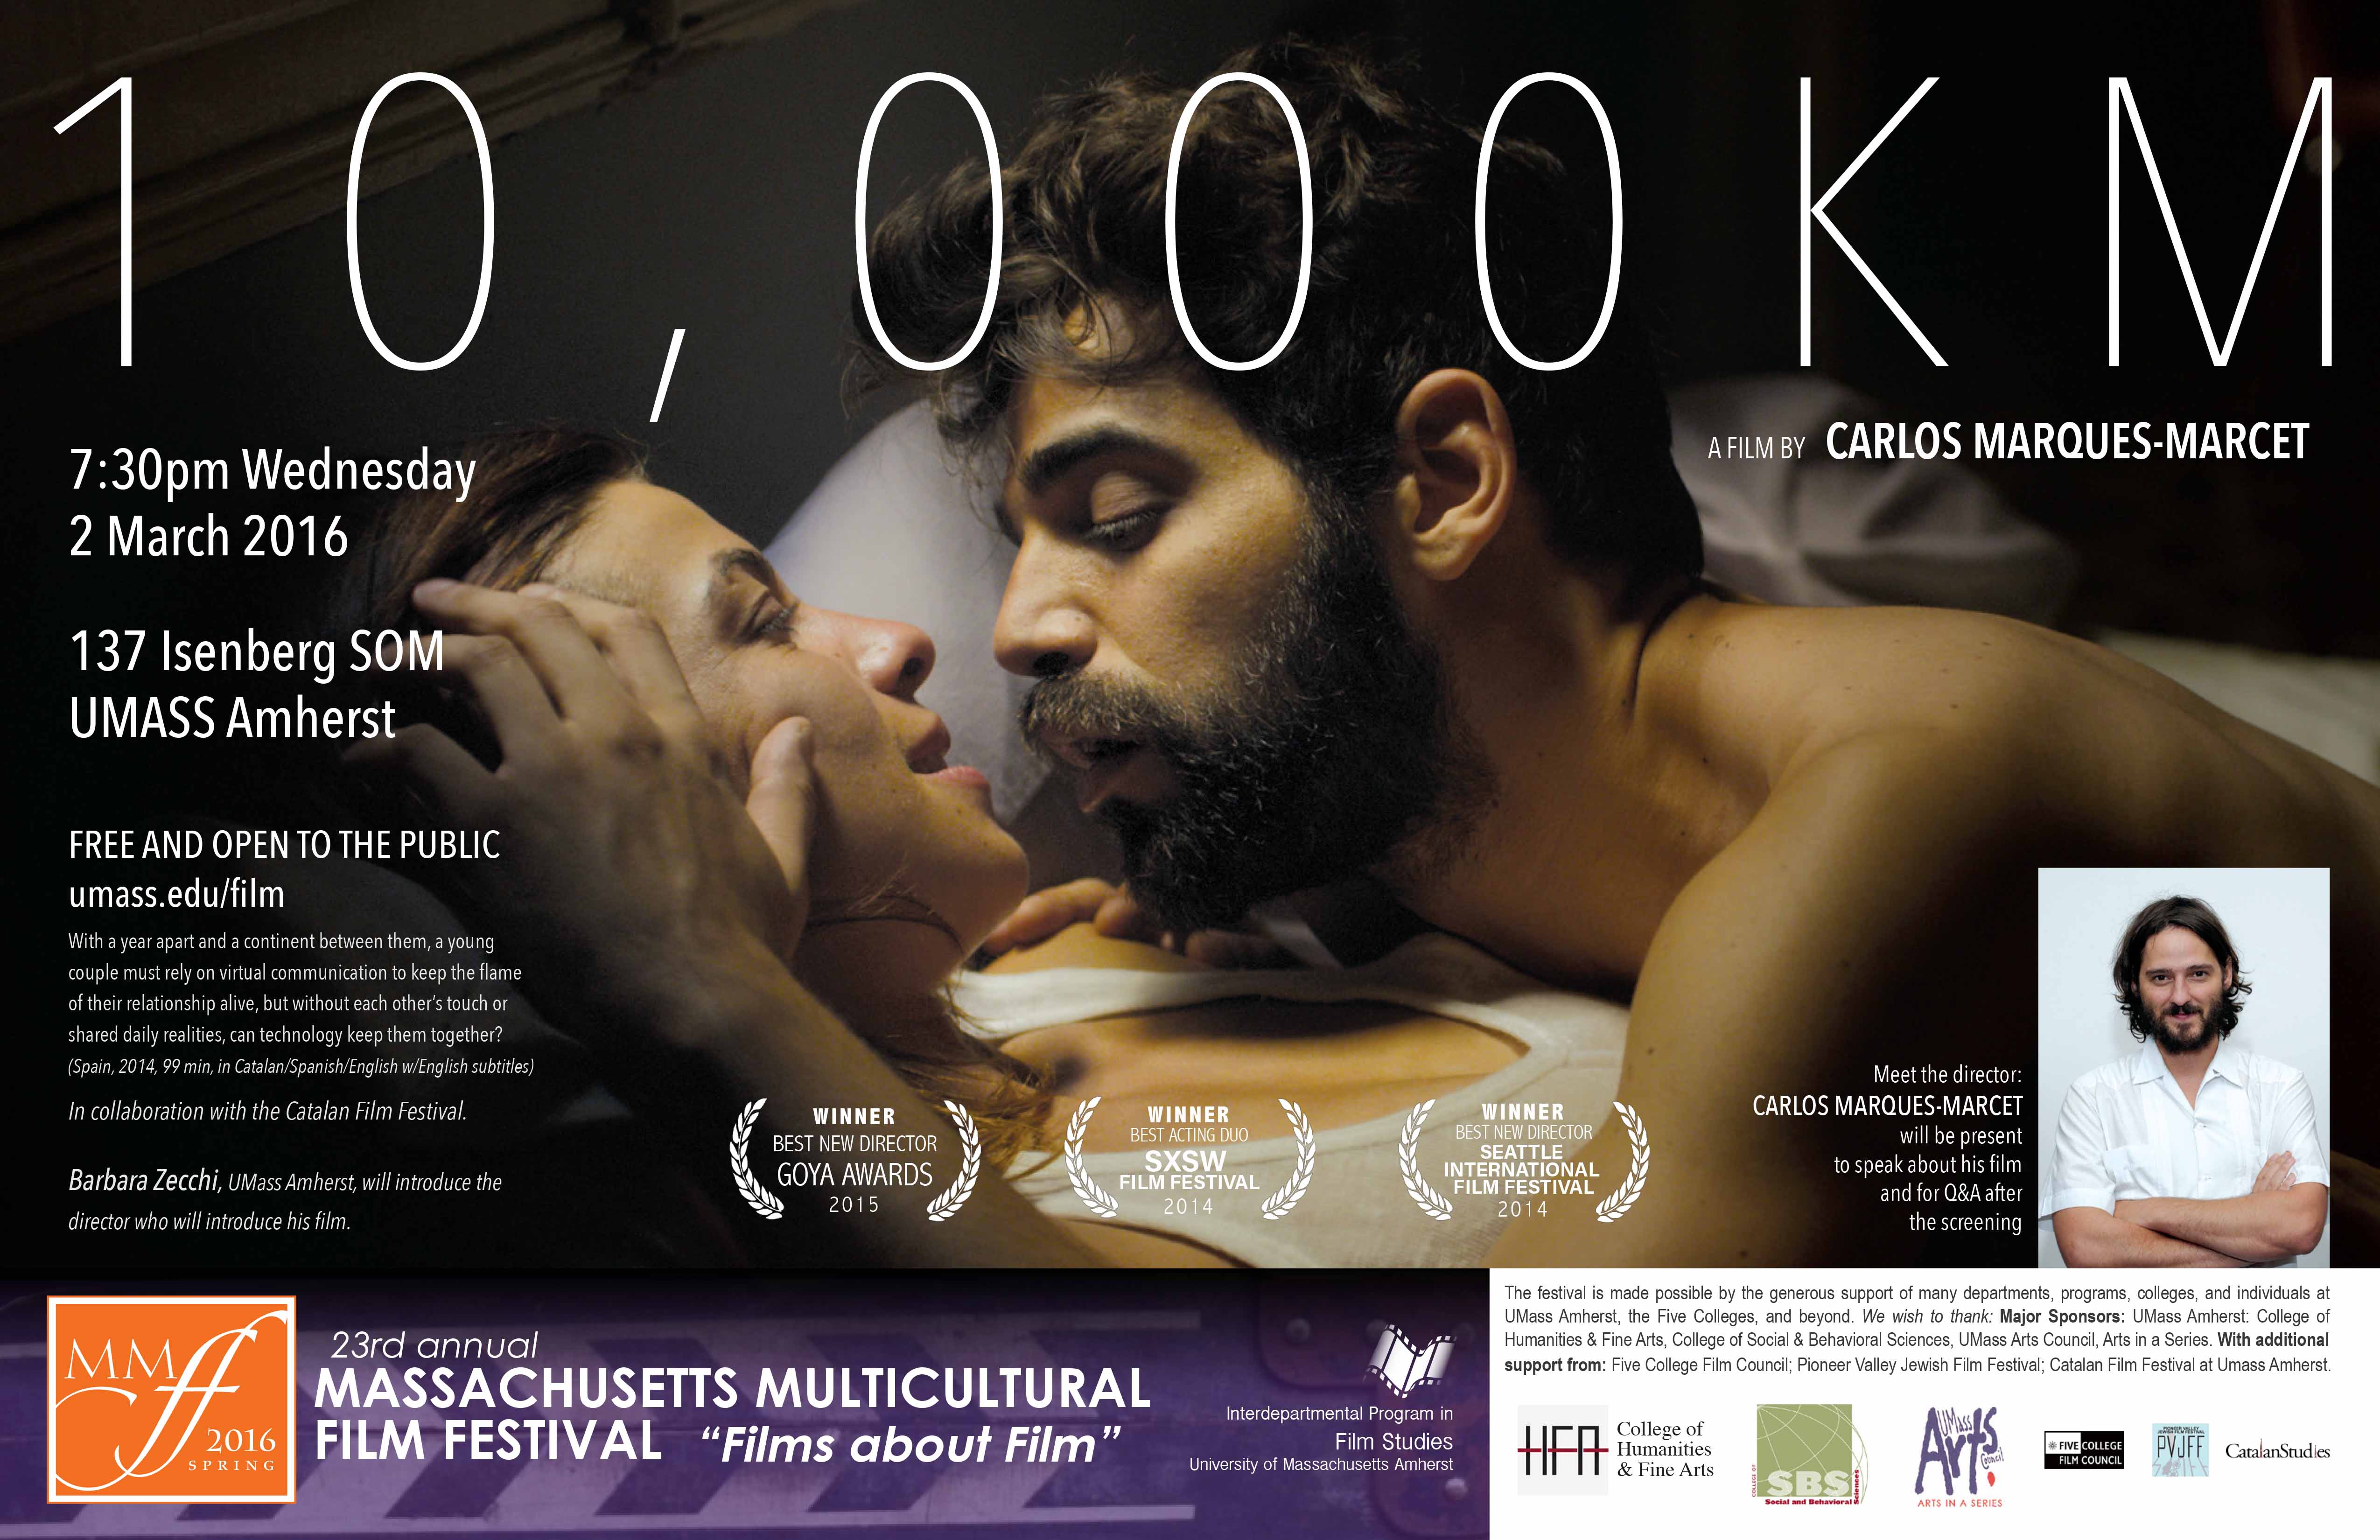 10,000KM
A FILM BY CARLOS MARQUES-MARCET
7:30pm Wednesday
2 March 2016
137 Isenberg SOM
UMASS Amherst
FREE AND OPEN TO THE PUBLIC
umass.edu/film
With a year apart and a continent between them, a young
couple must rely on virtual communication to keep the flame
of their relationship alive, but without each other's touch or
shared daily realities, can technology keep them together?
(Spain, 2014, 99 min, in Catalan/Spanish/English w/English subtitles)
In collaboration with the Catalan Film Festival.
Barbara Zecchi, UMass Amherst, will introduce the
director who will introduce his film.
WINNER
BEST NEW DIRECTOR
GOYA AWARDS
2015
WINNER
BEST ACTING DUO
SXSW
FILM FESTIVAL
2014
WINNER
BEST NEW DIRECTOR
SEATTLE
INTERNATIONAL
FILM FESTIVAL
2014
Meet the director:
CARLOS MARQUES-MARCET
will be present
to speak about his film
and for Q&A after
the screening
MMff
2016
SPRING
23rd annual
MASSACHUSETTS MULTICULTURAL
FILM FESTIVAL "Films about Film"
Interdepartmental Program in
Film Studies
University of Massachusetts Amherst
The festival is made possible by the generous support of many departments, programs, colleges, and individuals at
UMass Amherst, the Five Colleges, and beyond. We wish to thank: Major Sponsors: UMass Amherst: College of
Humanities & Fine Arts, College of Social & Behavioral Sciences, UMass Arts Council, Arts in a Series. With additional
support from: Five College Film Council; Pioneer Valley Jewish Film Festival; Catalan Film Festival at Umass Amherst.
HFA
College of
Humanities
& Fine Arts
COLLEGE OF
SBS
Social and Behavioral Sciences
UMass
Arts
Council
ARTS IN A SERIES
FIVE COLLEGE
FILM COUNCIL
PIONEER VALLEY
JEWISH FILM FESTIVAL
PVJFF
CatalanStudies